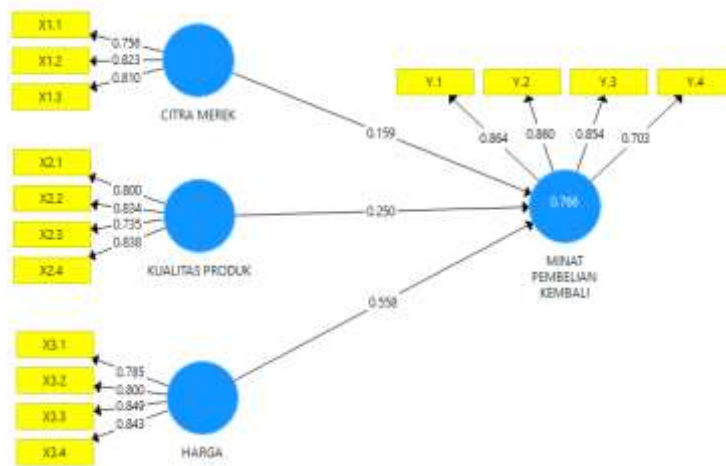 X1.1
0.756
X1.2
0.823
X1.3
0.810
CITRA MEREK
Y.1
Y.2
Y.3
Y.4
0.864
0.860
0.854
0.703
0.159
X2.1
0.800
X2.2
0.834
X2.3
0.735
X2.4
0.838
KUALITAS PRODUK
0.250
0.766
MINAT
PEMBELIAN
KEMBALI
0.558
X3.1
0.785
X3.2
0.800
X3.3
0.849
X3.4
0.843
HARGA